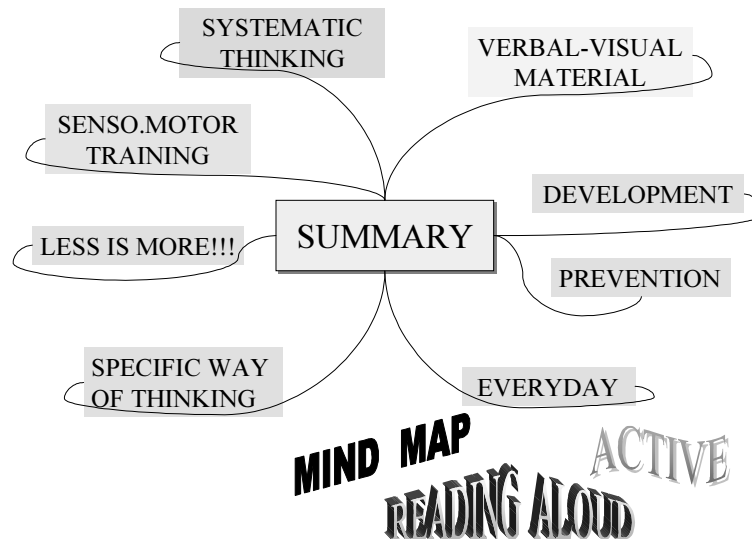 SYSTEMATIC
THINKING
VERBAL-VISUAL
MATERIAL
SENSO.MOTOR
TRAINING
DEVELOPMENT
SUMMARY
LESS IS MORE!!!
PREVENTION
SPECIFIC WAY
OF THINKING
EVERYDAY
MIND MAP
ACTIVE
READING ALOUD